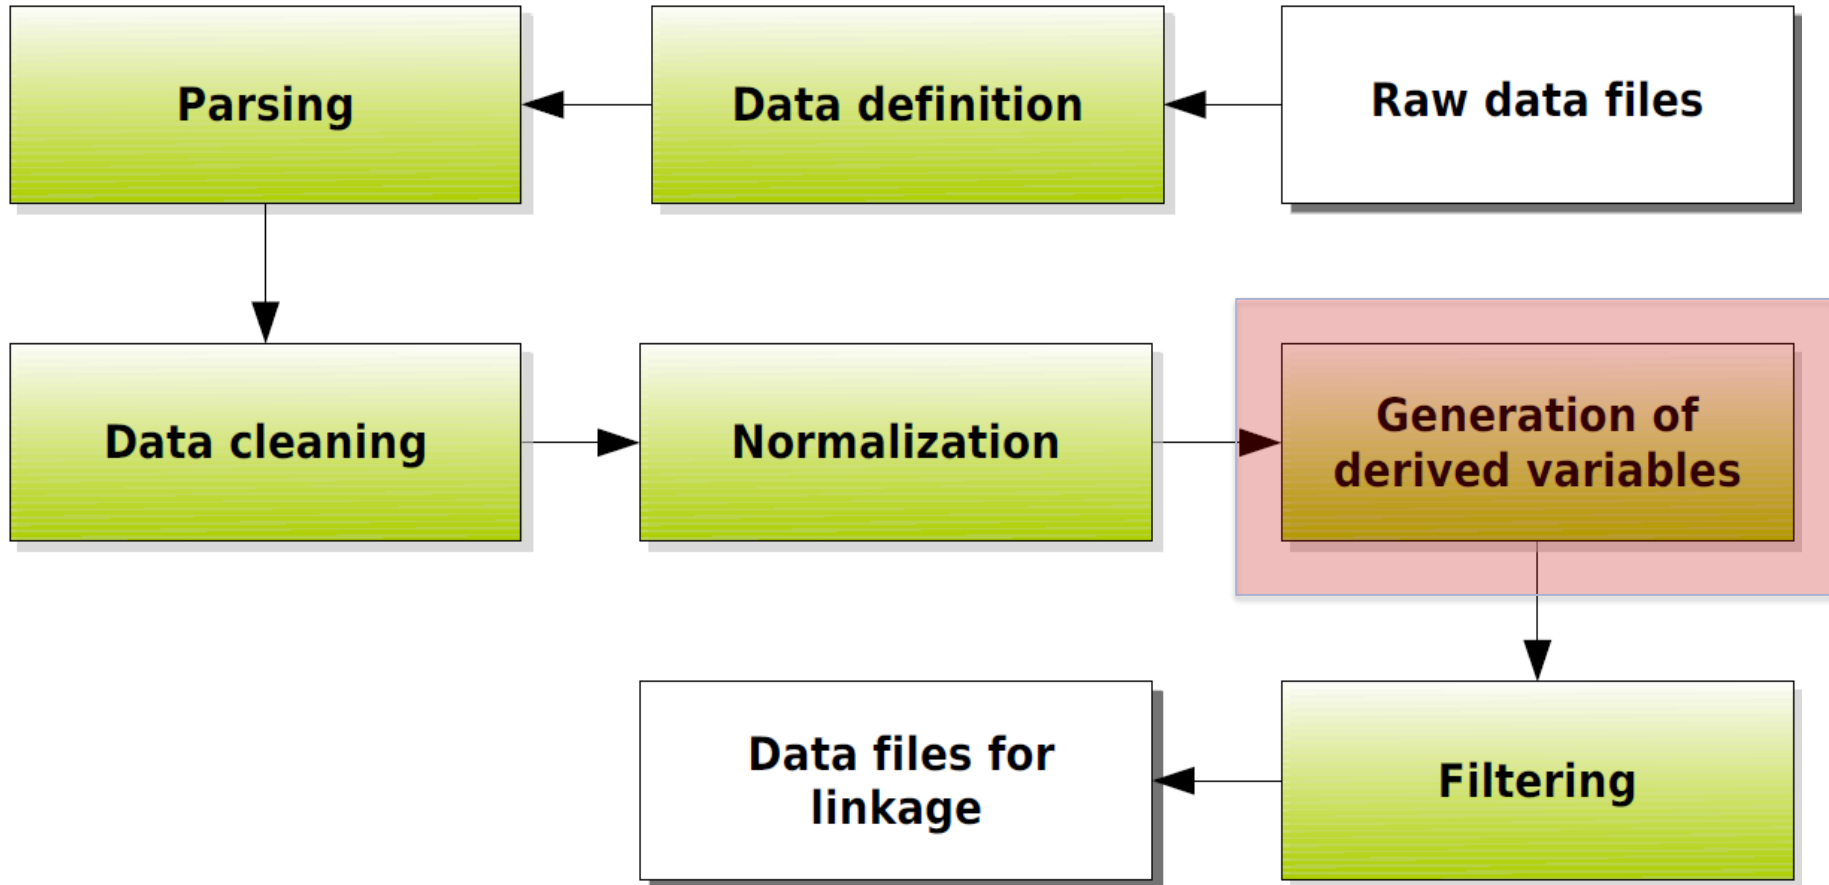 Parsing
Data definition
Raw data files
Data cleaning
Normalization
Generation of
derived variables
Data files for
linkage
Filtering